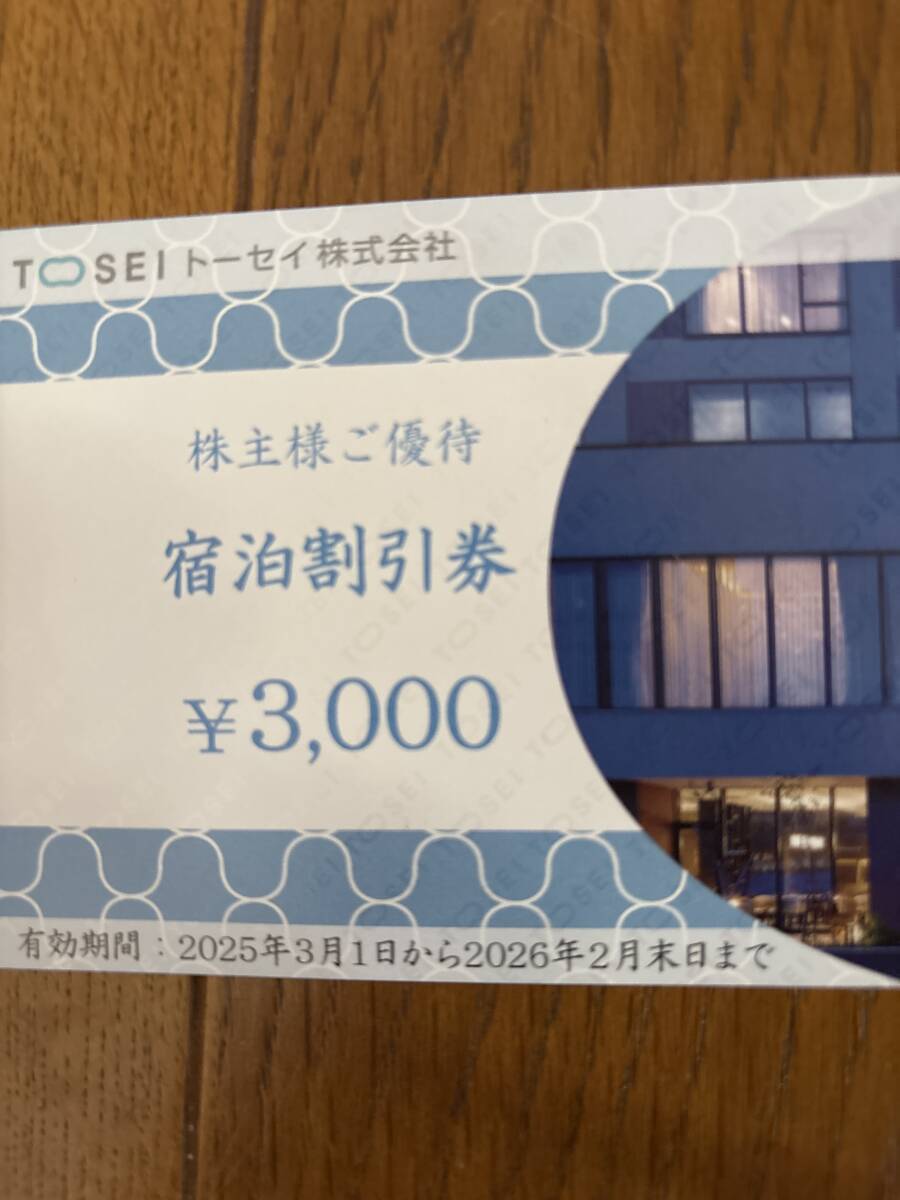 TOSEI トーセイ株式会社
株主様ご優待
宿泊割引券
¥3,000
有効期間：2025年3月1日から2026年2月末日まで